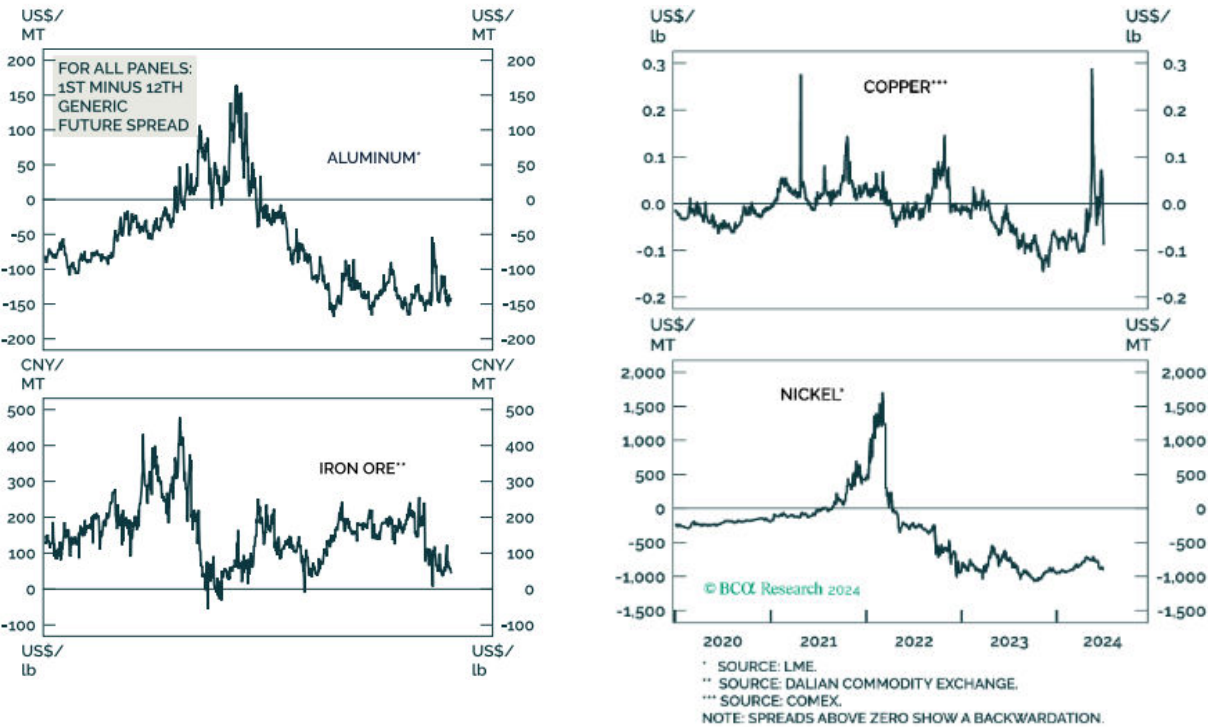 US$/ US$/
MT MT
200 200
FOR ALL PANELS:
1ST MINUS 12TH
GENERIC
FUTURE SPREAD
150 150
100 100
ALUMINUM*
50 50
0 0
-50 -50
-100 -100
-150 -150
-200 -200
CNY/ CNY/
MT MT
500 500
400 400
IRON ORE**
300 300
200 200
100 100
0 0
-100 -100
US$/ US$/
lb lb
US$/ US$/
lb lb
0.3 0.3
COPPER***
0.2 0.2
0.1 0.1
0.0 0.0
-0.1 -0.1
-0.2 -0.2
US$/ US$/
MT MT
2,000 2,000
NICKEL*
1,500 1,500
1,000 1,000
500 500
0 0
-500 -500
-1,000 -1,000
© BCα Research 2024
-1,500 -1,500
2020 2021 2022 2023 2024
* SOURCE: LME.
** SOURCE: DALIAN COMMODITY EXCHANGE.
*** SOURCE: COMEX.
NOTE: SPREADS ABOVE ZERO SHOW A BACKWARDATION.